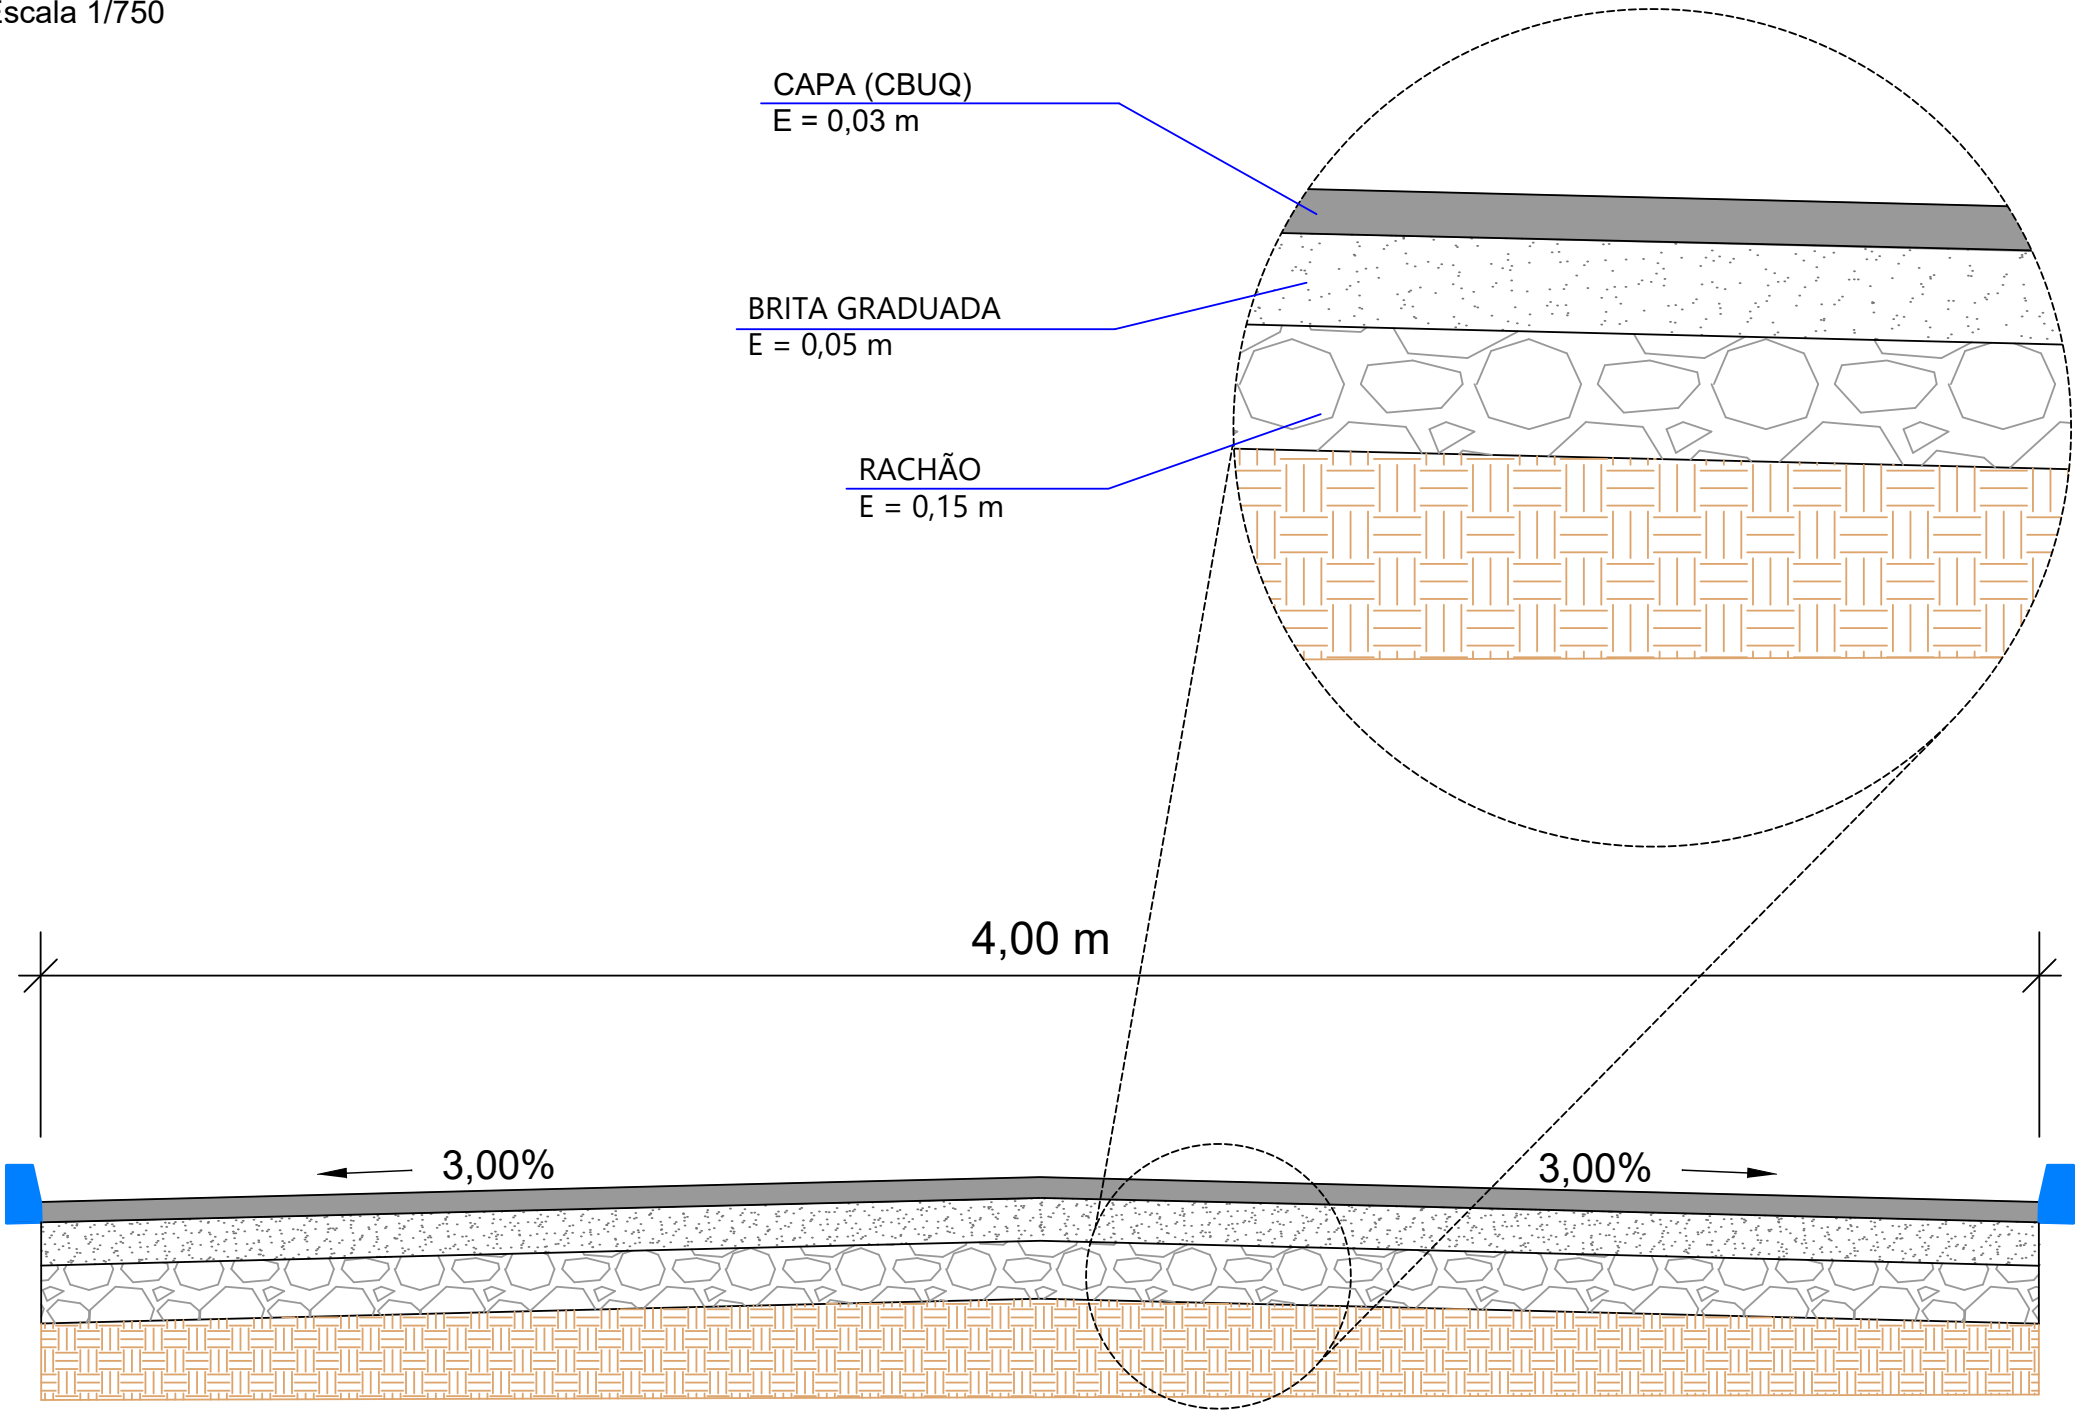 Escala 1/750
CAPA (CBUQ)
E = 0,03 m
BRITA GRADUADA
E = 0,05 m
RACHÃO
E = 0,15 m
4,00 m
3,00%
3,00%